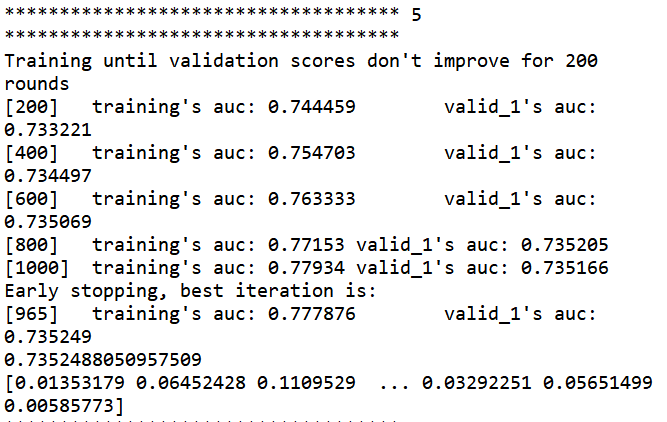 ************************************ 5
************************************
Training until validation scores don't improve for 200
rounds
[200]   training's auc: 0.744459        valid_1's auc:
0.733221
[400]   training's auc: 0.754703        valid_1's auc:
0.734497
[600]   training's auc: 0.763333        valid_1's auc:
0.735069
[800]   training's auc: 0.77153 valid_1's auc: 0.735205
[1000]  training's auc: 0.77934 valid_1's auc: 0.735166
Early stopping, best iteration is:
[965]   training's auc: 0.777876        valid_1's auc:
0.735249
0.7352488050957509
[0.01353179 0.06452428 0.1109529  ... 0.03292251 0.05651499
0.00585773]